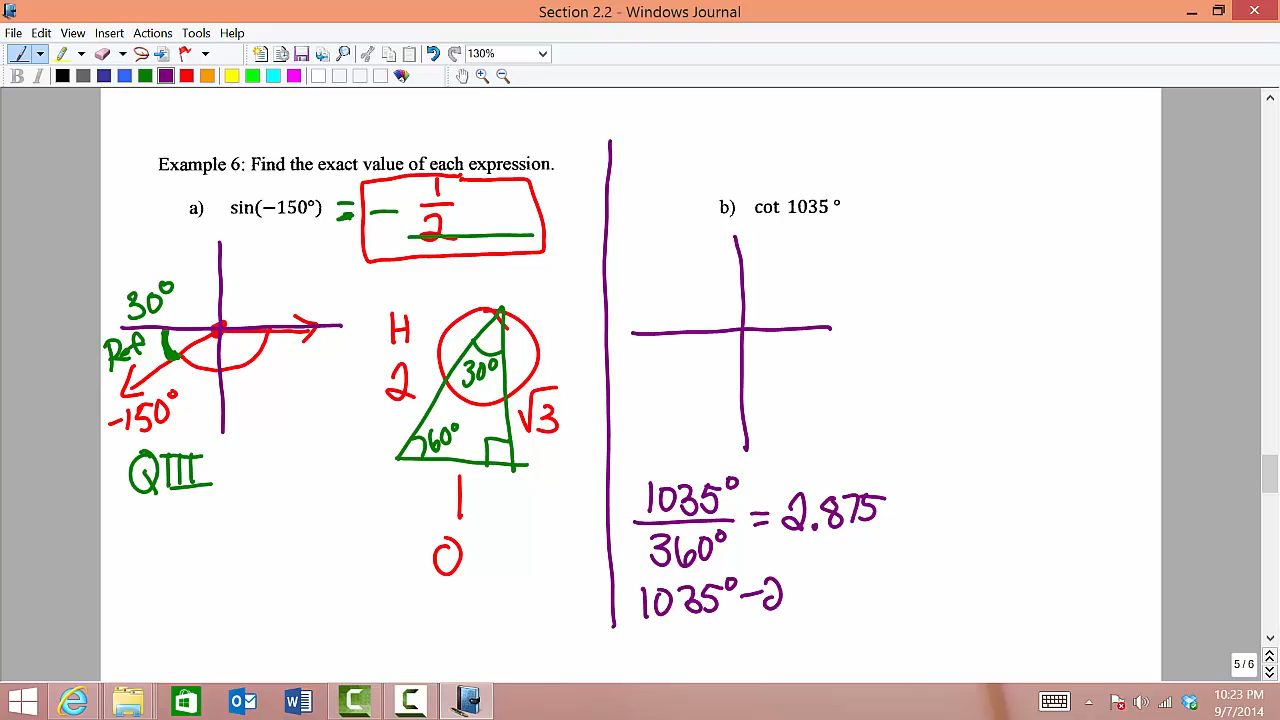 Section 2.2 - Windows Journal
File Edit View Insert Actions Tools Help
130%
B I
Example 6: Find the exact value of each expression.
a) sin(−150°) = − 1/2
b) cot 1035 °
30°
Ref
-150°
QIII
H
2
30°
60°
√3
1
O
1035°/360° = 2.875
1035° − 2
5 / 6
10:23 PM
9/7/2014